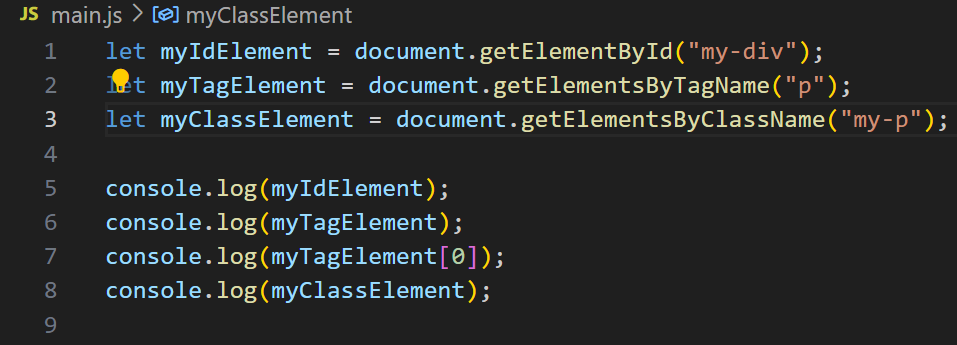 JS main.js > myClassElement
1 let myIdElement = document.getElementById("my-div");
2 let myTagElement = document.getElementsByTagName("p");
3 let myClassElement = document.getElementsByClassName("my-p");
4
5 console.log(myIdElement);
6 console.log(myTagElement);
7 console.log(myTagElement[0]);
8 console.log(myClassElement);
9